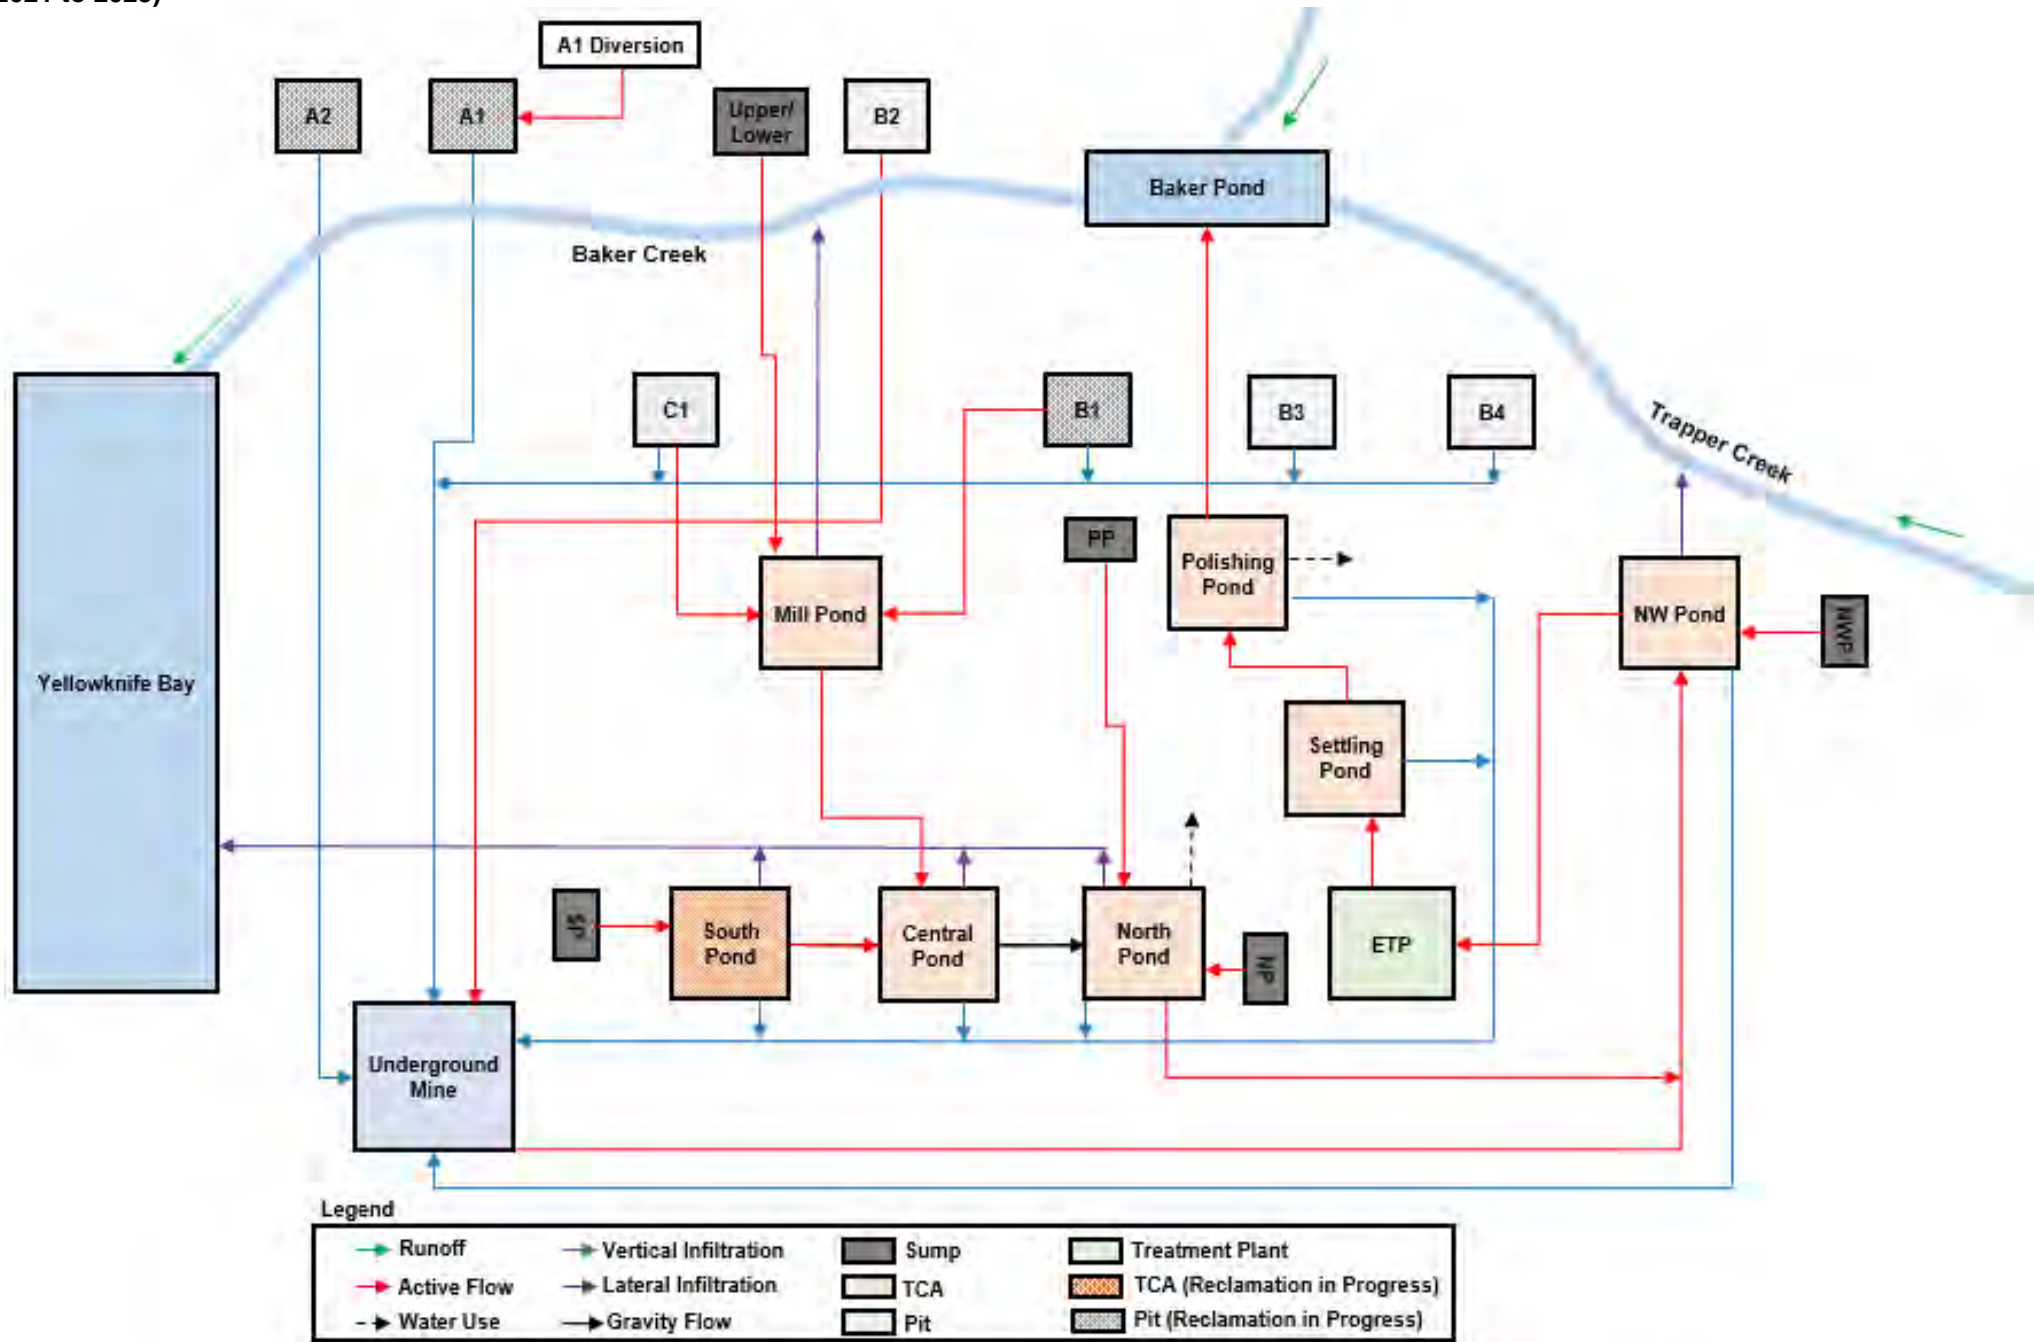 A1 Diversion
A2
A1
Upper/
Lower
B2
Baker Pond
Baker Creek
C1
B1
B3
B4
Trapper Creek
PP
Polishing
Pond
Mill Pond
NW Pond
NWP
Yellowknife Bay
Settling
Pond
SP
South
Pond
Central
Pond
North
Pond
NP
ETP
Underground
Mine
Legend
Runoff
Vertical Infiltration
Sump
Treatment Plant
Active Flow
Lateral Infiltration
TCA
TCA (Reclamation in Progress)
Water Use
Gravity Flow
Pit
Pit (Reclamation in Progress)